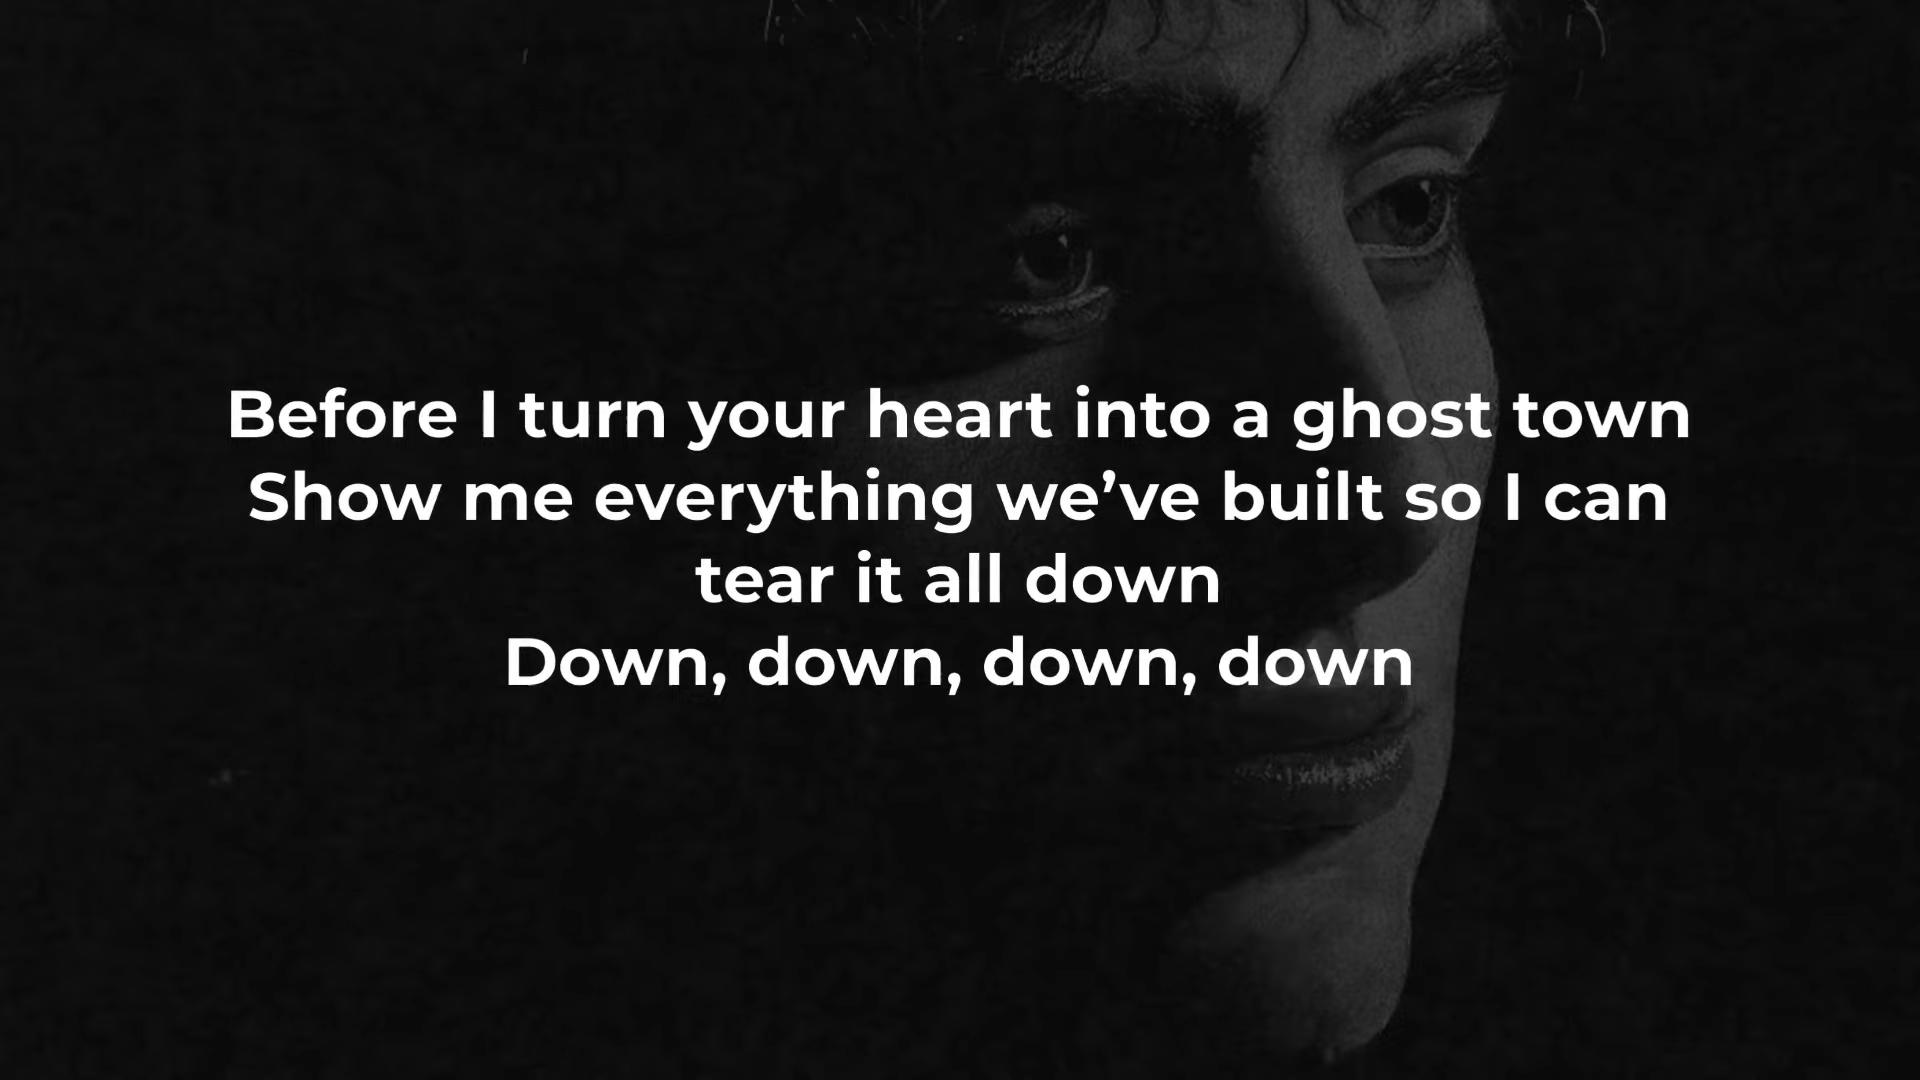 Before I turn your heart into a ghost town
Show me everything we’ve built so I can
tear it all down
Down, down, down, down